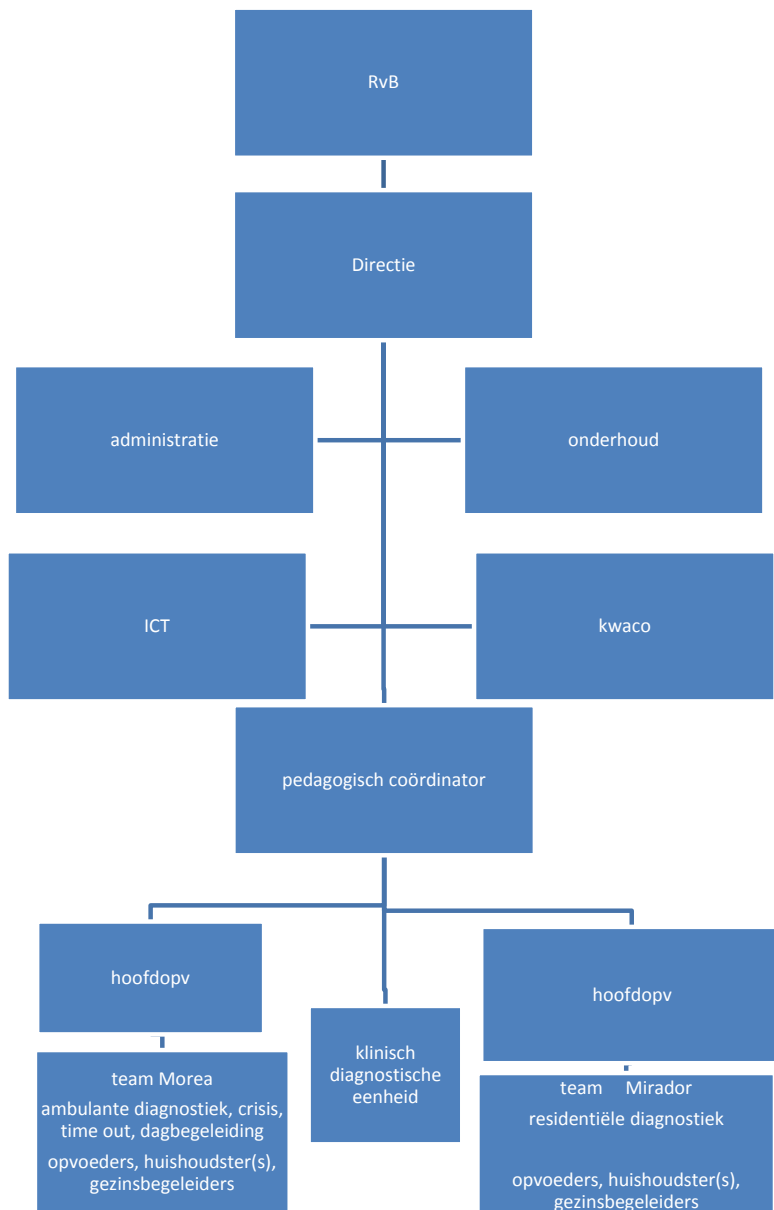 RvB
Directie
administratie
onderhoud
ICT
kwaco
pedagogisch coördinator
hoofdopv
hoofdopv
klinisch
diagnostische
eenheid
team Morea
ambulante diagnostiek, crisis,
time out, dagbegeleiding
opvoeders, huishoudster(s),
gezinsbegeleiders
team Mirador
residentiële diagnostiek
opvoeders, huishoudster(s),
gezinsbegeleiders